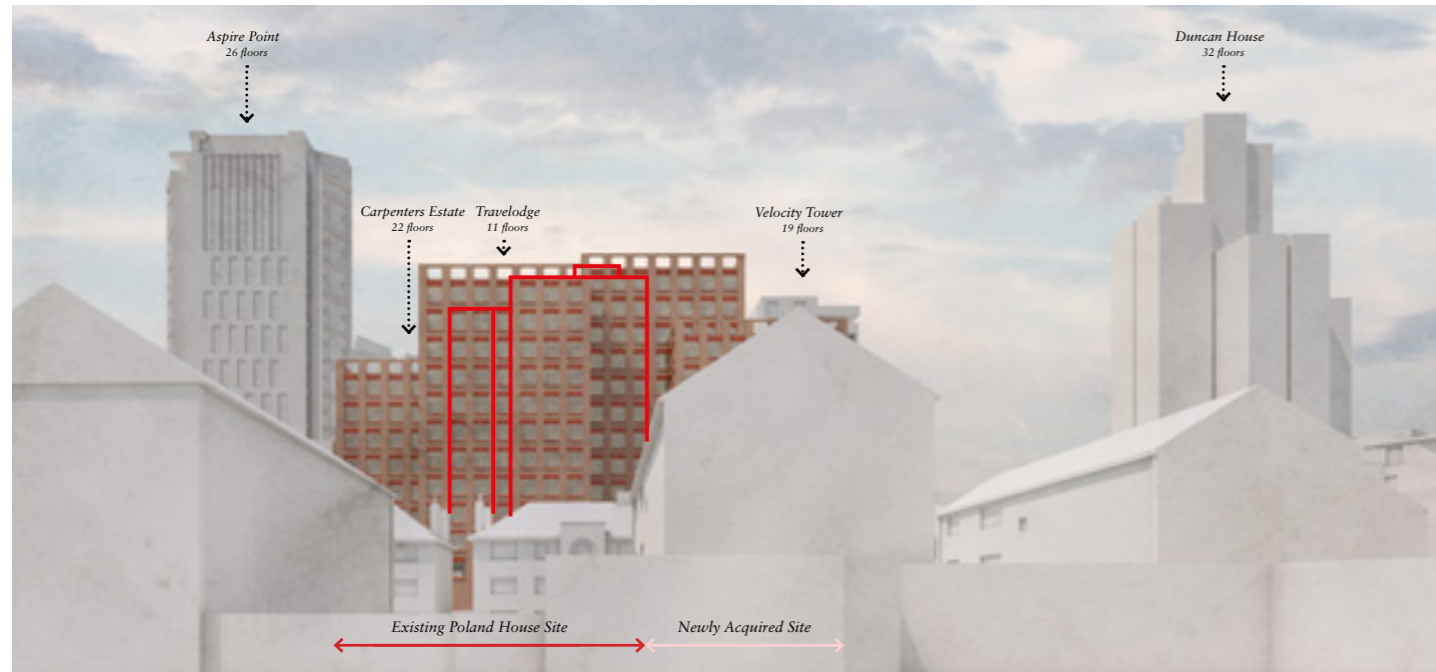 Aspire Point
26 floors
Duncan House
32 floors
Carpenters Estate
22 floors
Travelodge
11 floors
Velocity Tower
19 floors
Existing Poland House Site
Newly Acquired Site